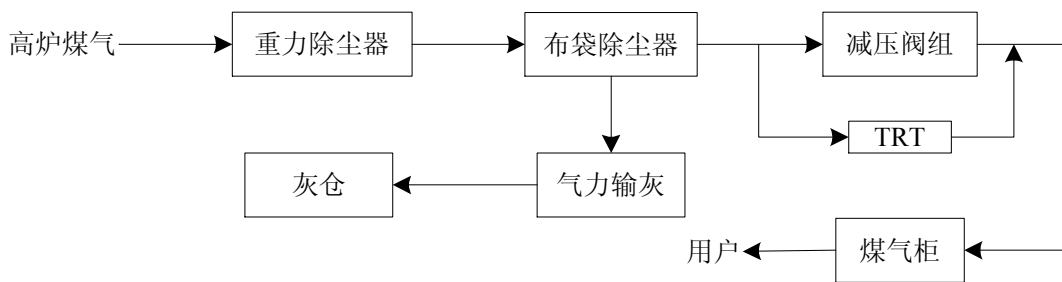 高炉煤气
重力除尘器
布袋除尘器
减压阀组
TRT
灰仓
气力输灰
用户
煤气柜